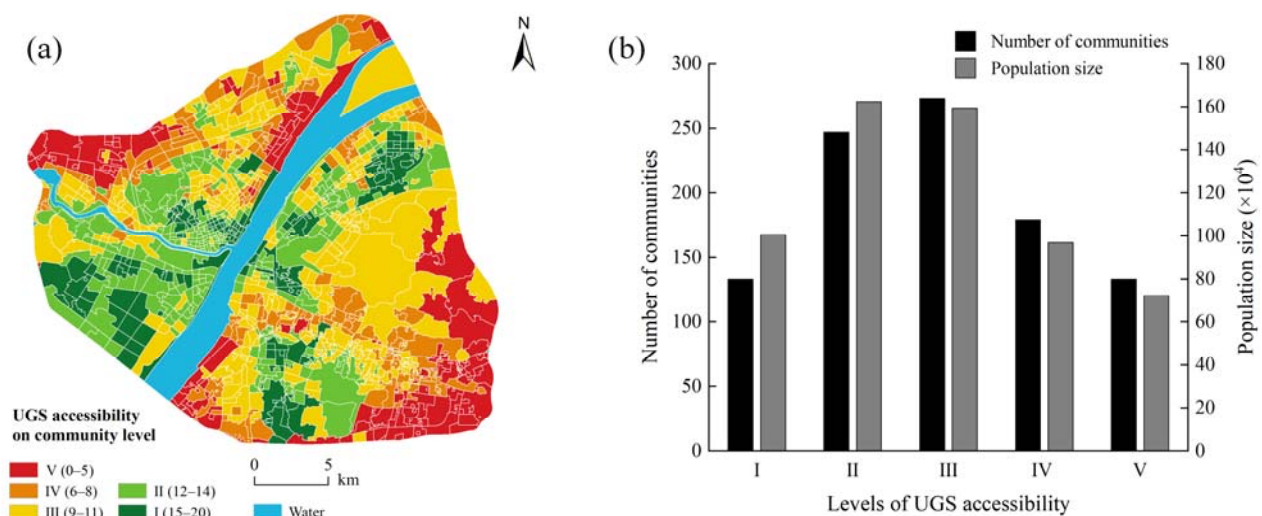 (a)
N
UGS accessibility
on community level
V (0–5)
IV (6–8)
II (12–14)
III (9–11)
I (15–20)
Water
0 5
km
(b)
Number of communities
Population size
300
250
200
150
100
50
0
Number of communities
180
160
140
120
100
80
60
40
20
0
Population size (×10⁴)
I II III IV V
Levels of UGS accessibility